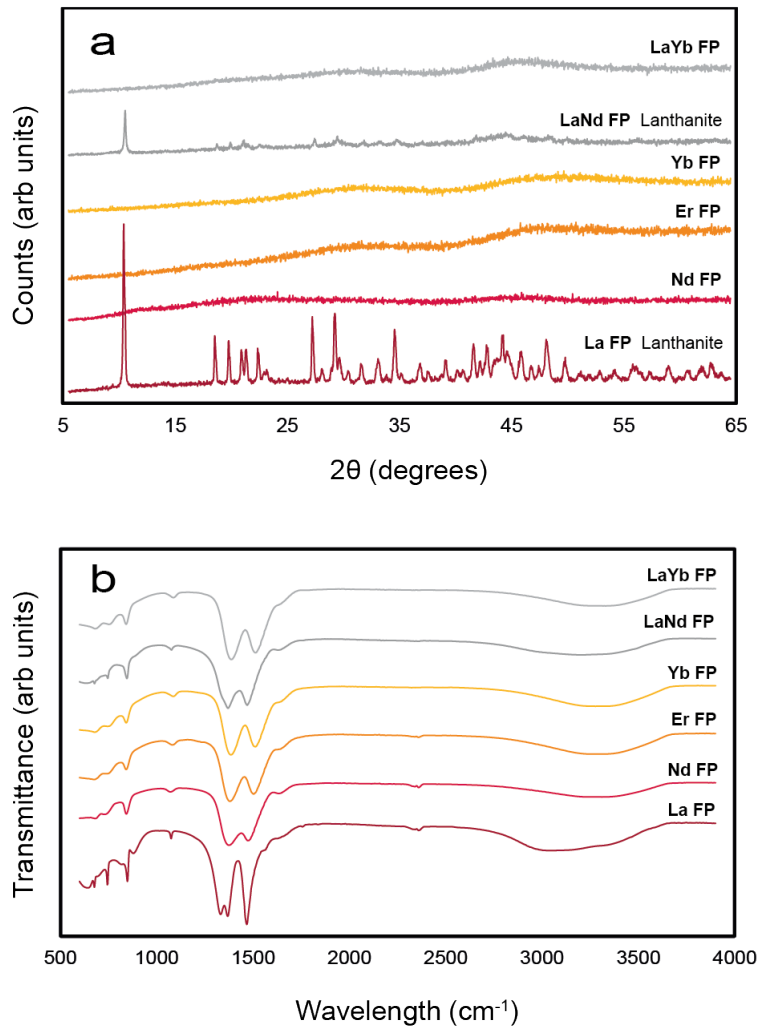 a
LaYb FP
LaNd FP Lanthanite
Yb FP
Er FP
Nd FP
La FP Lanthanite
Counts (arb units)
5 15 25 35 45 55 65
2θ (degrees)
b
LaYb FP
LaNd FP
Yb FP
Er FP
Nd FP
La FP
Transmittance (arb units)
500 1000 1500 2000 2500 3000 3500 4000
Wavelength (cm-1)